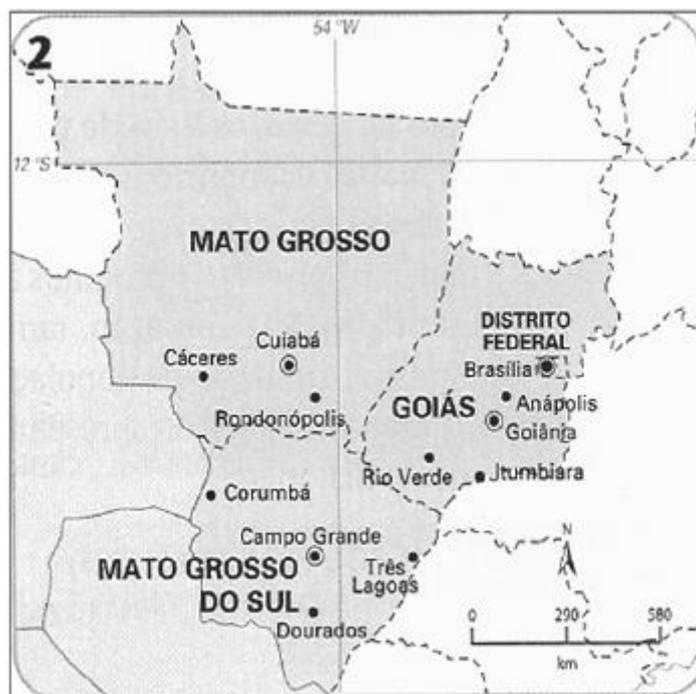 2
54 °W
12 °S
MATO GROSSO
DISTRITO
FEDERAL
Cuiabá
Cáceres
Brasília
Rondonópolis
GOIÁS
Anápolis
Goiânia
Rio Verde
Itumbiara
Corumbá
Campo Grande
MATO GROSSO
DO SUL
Três
Lagoas
Dourados
N
0 290 580
km